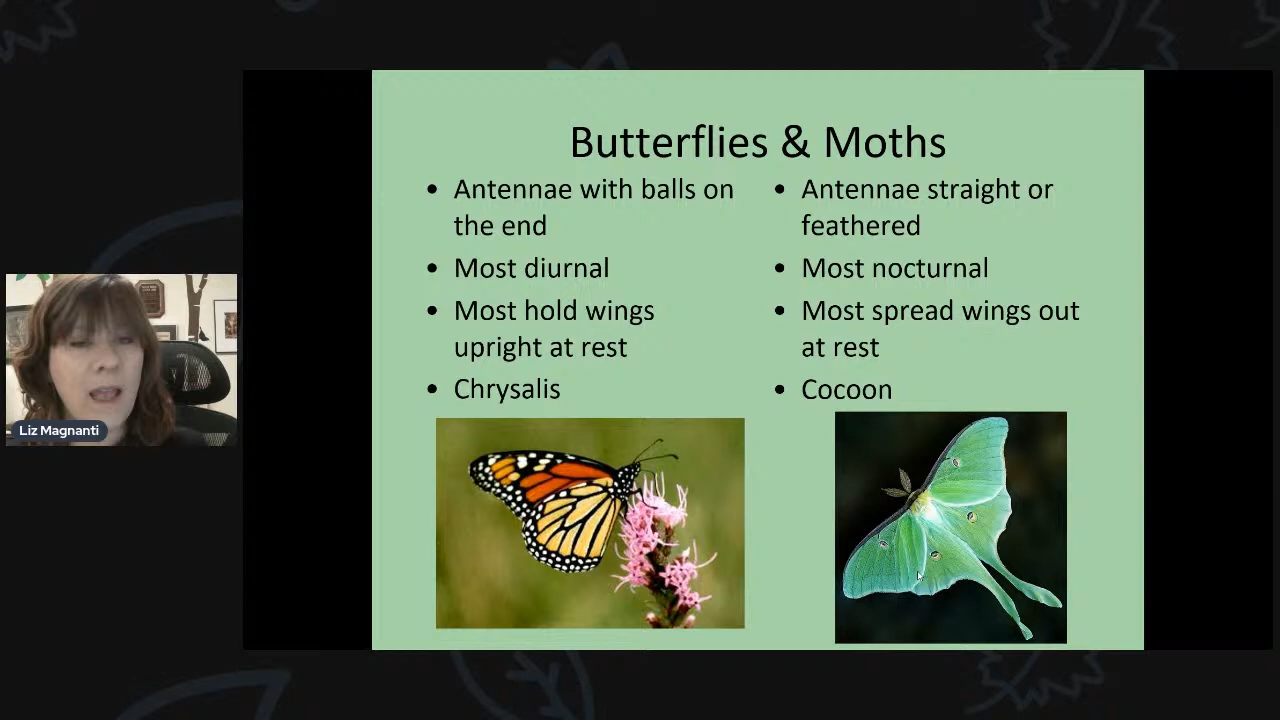 Butterflies & Moths
• Antennae with balls on
the end
• Most diurnal
• Most hold wings
upright at rest
• Chrysalis
• Antennae straight or
feathered
• Most nocturnal
• Most spread wings out
at rest
• Cocoon
Liz Magnanti